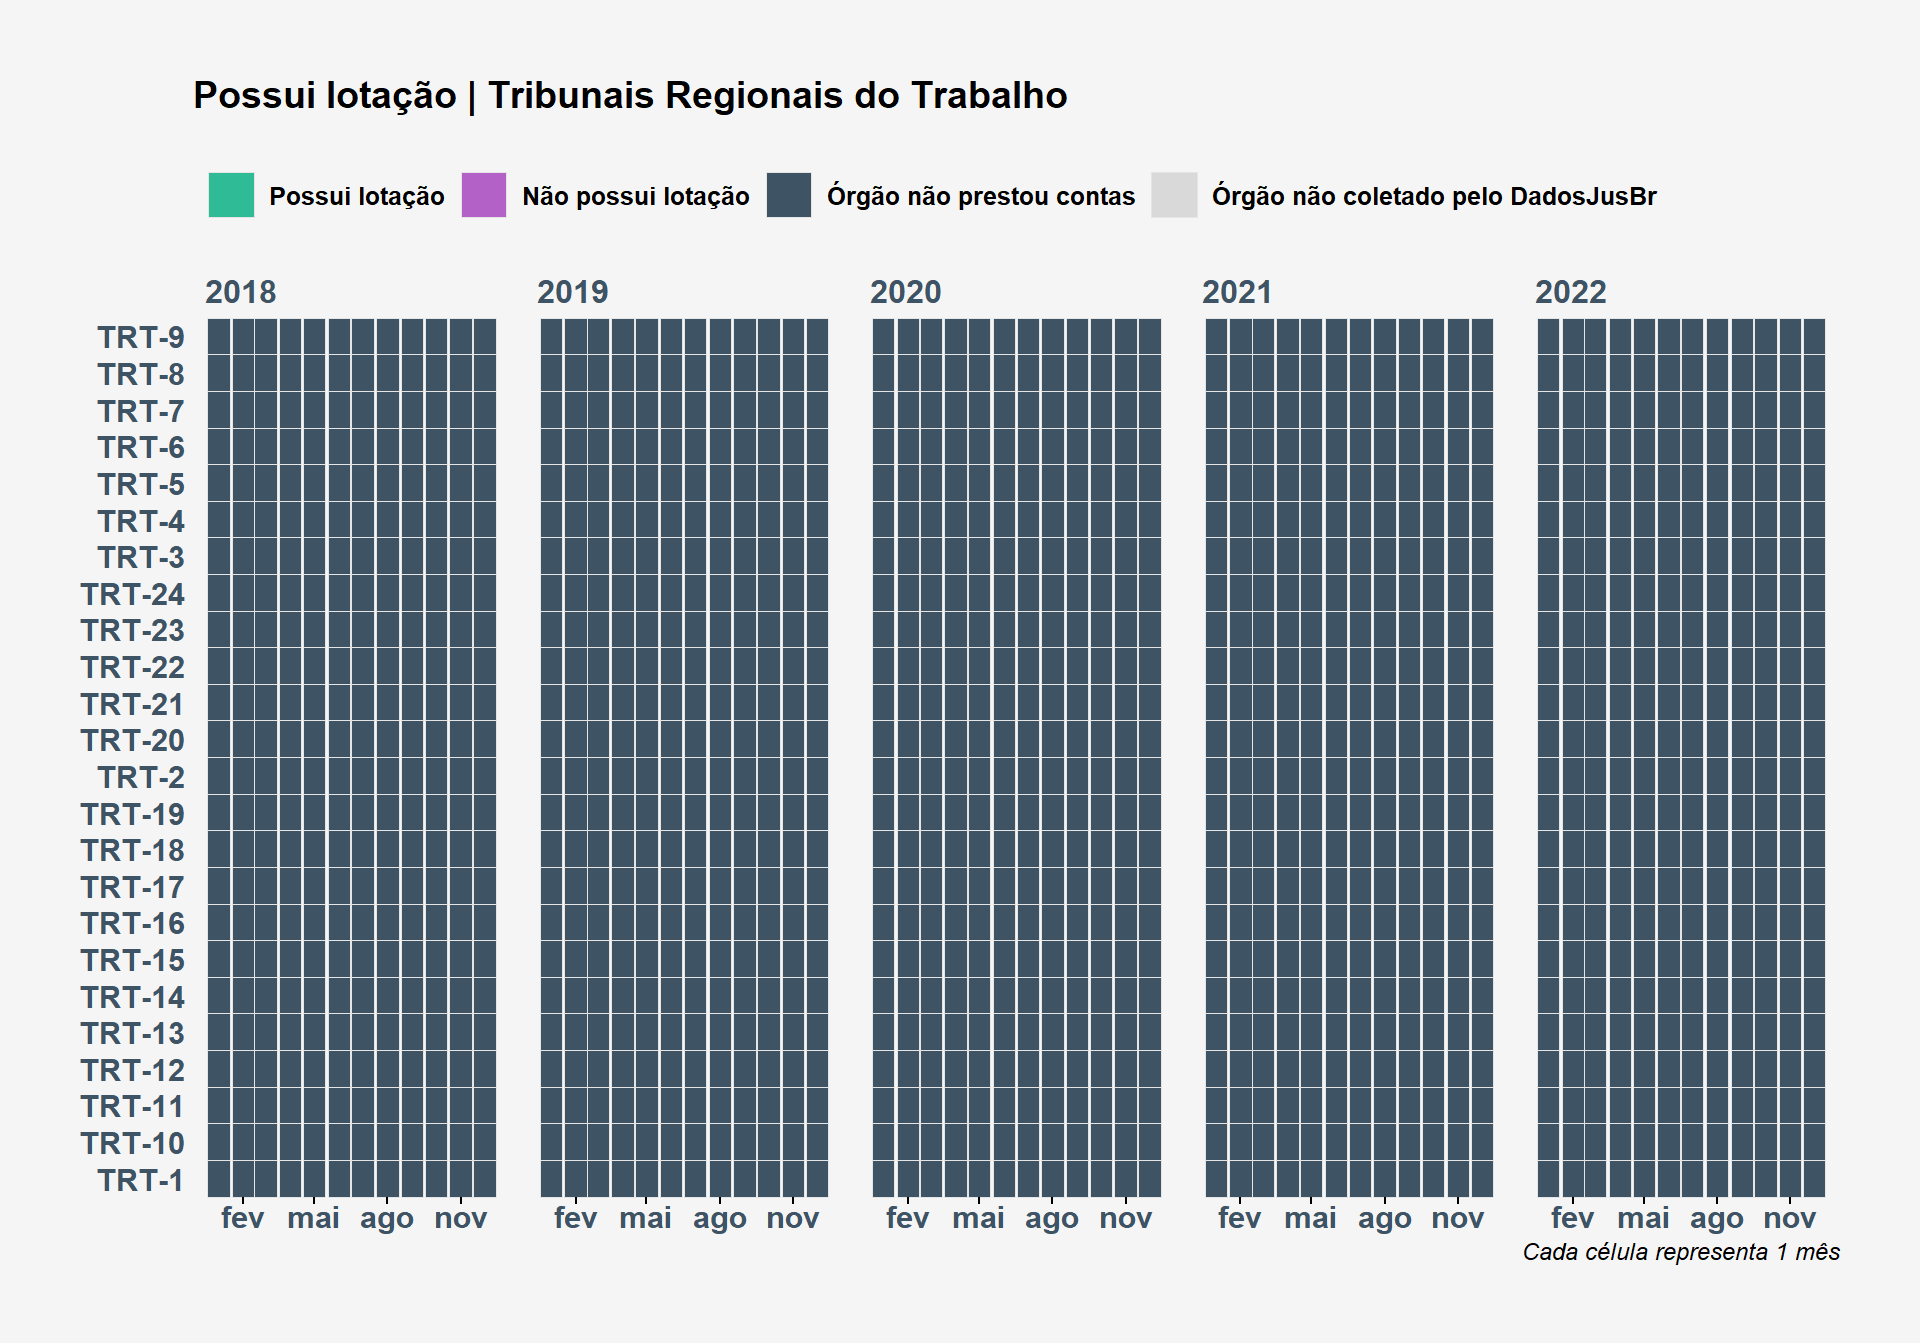 Possui lotação | Tribunais Regionais do Trabalho
Possui lotação Não possui lotação Órgão não prestou contas Órgão não coletado pelo DadosJusBr
2018 2019 2020 2021 2022
TRT-9
TRT-8
TRT-7
TRT-6
TRT-5
TRT-4
TRT-3
TRT-24
TRT-23
TRT-22
TRT-21
TRT-20
TRT-2
TRT-19
TRT-18
TRT-17
TRT-16
TRT-15
TRT-14
TRT-13
TRT-12
TRT-11
TRT-10
TRT-1
fev mai ago nov fev mai ago nov fev mai ago nov fev mai ago nov fev mai ago nov
Cada célula representa 1 mês